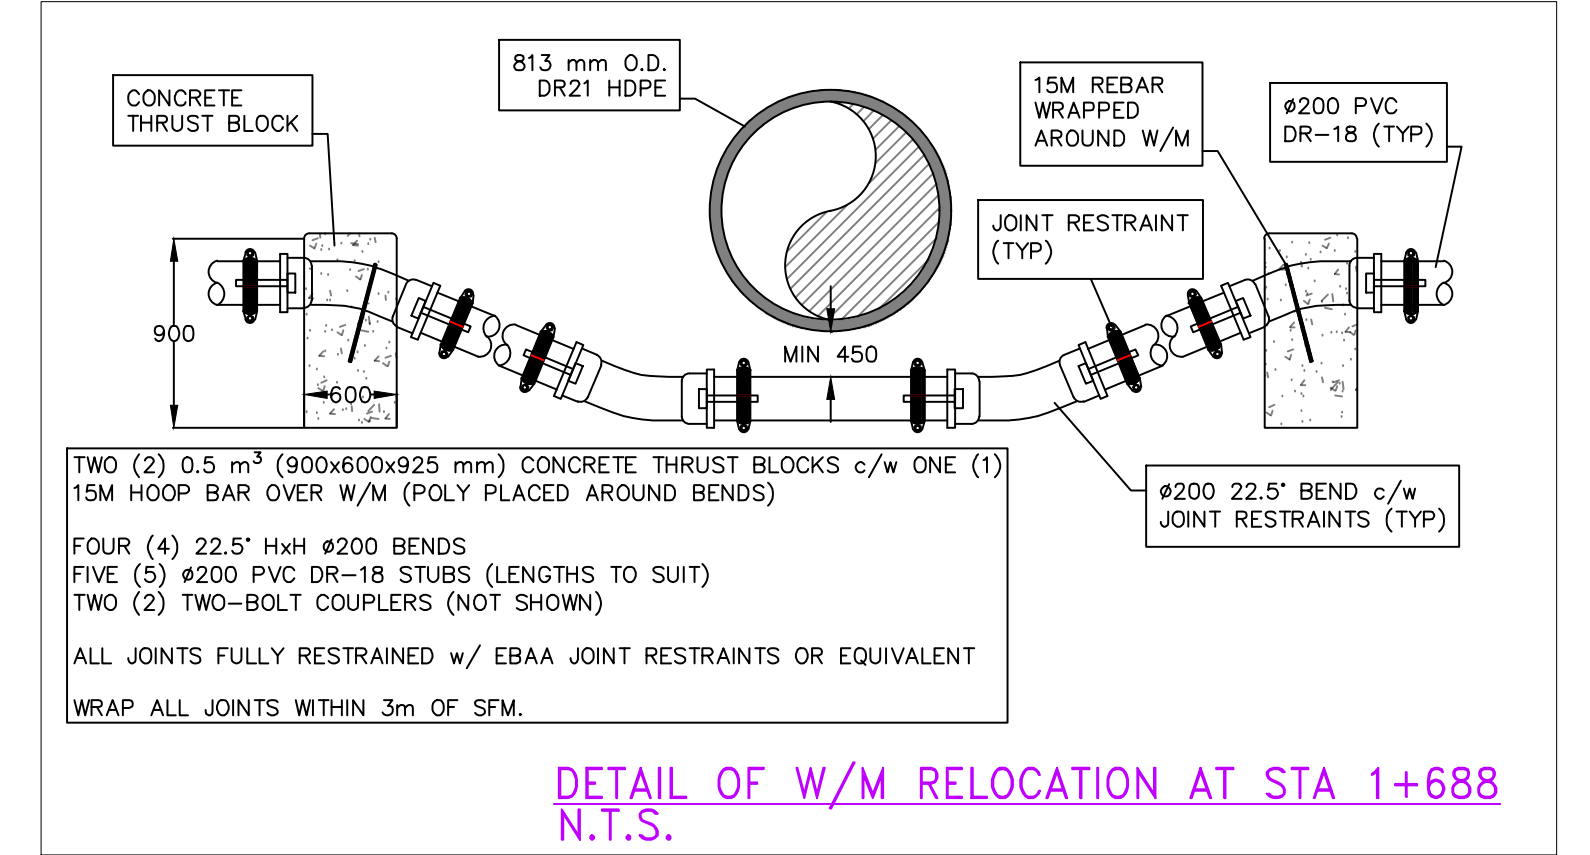 813 mm O.D.
DR21 HDPE
CONCRETE
THRUST BLOCK
15M REBAR
WRAPPED
AROUND W/M
Ø200 PVC
DR-18 (TYP)
JOINT RESTRAINT
(TYP)
900
600
MIN 450
TWO (2) 0.5 m³ (900x600x925 mm) CONCRETE THRUST BLOCKS c/w ONE (1)
15M HOOP BAR OVER W/M (POLY PLACED AROUND BENDS)
FOUR (4) 22.5° HxH Ø200 BENDS
FIVE (5) Ø200 PVC DR-18 STUBS (LENGTHS TO SUIT)
TWO (2) TWO-BOLT COUPLERS (NOT SHOWN)
ALL JOINTS FULLY RESTRAINED w/ EBAA JOINT RESTRAINTS OR EQUIVALENT
WRAP ALL JOINTS WITHIN 3m OF SFM.
Ø200 22.5° BEND c/w
JOINT RESTRAINTS (TYP)
DETAIL OF W/M RELOCATION AT STA 1+688
N.T.S.